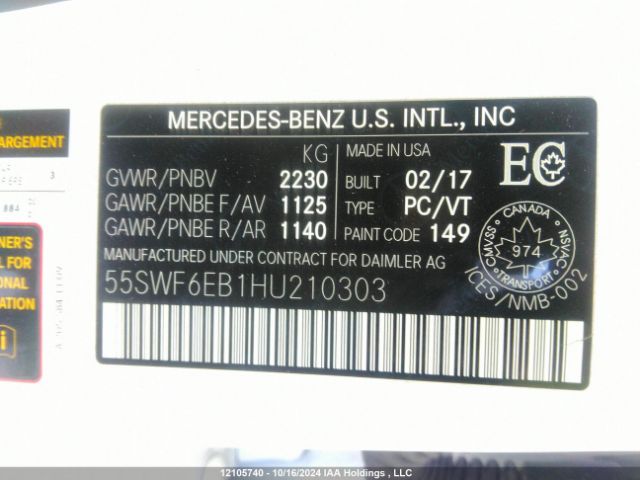 MERCEDES-BENZ U.S. INTL., INC
KG MADE IN USA
GVWR/PNBV 2230 BUILT 02/17
GAWR/PNBE F/AV 1125 TYPE PC/VT
GAWR/PNBE R/AR 1140 PAINT CODE 149
MANUFACTURED UNDER CONTRACT FOR DAIMLER AG
55SWF6EB1HU210303
EC
CANADA
CMVSS 974 NSVAC
TRANSPORT
ICES/NMB-002
ARGEMENT
3
884
NER'S
L FOR
ONAL
ATION
i
12105740 - 10/16/2024 IAA Holdings , LLC